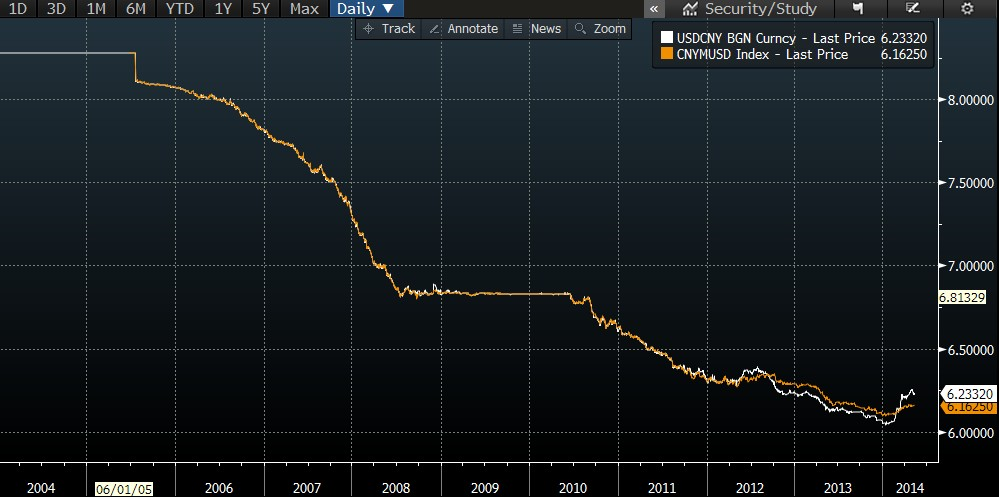 1D 3D 1M 6M YTD 1Y 5Y Max Daily ▼ « Security/Study
Track Annotate News Zoom
USDCNY BGN Curncy - Last Price 6.23320
CNYMUSD Index - Last Price 6.16250
8.00000
7.50000
7.00000
6.81329
6.50000
6.23320
6.16250
6.00000
2004 06/01/05 2006 2007 2008 2009 2010 2011 2012 2013 2014